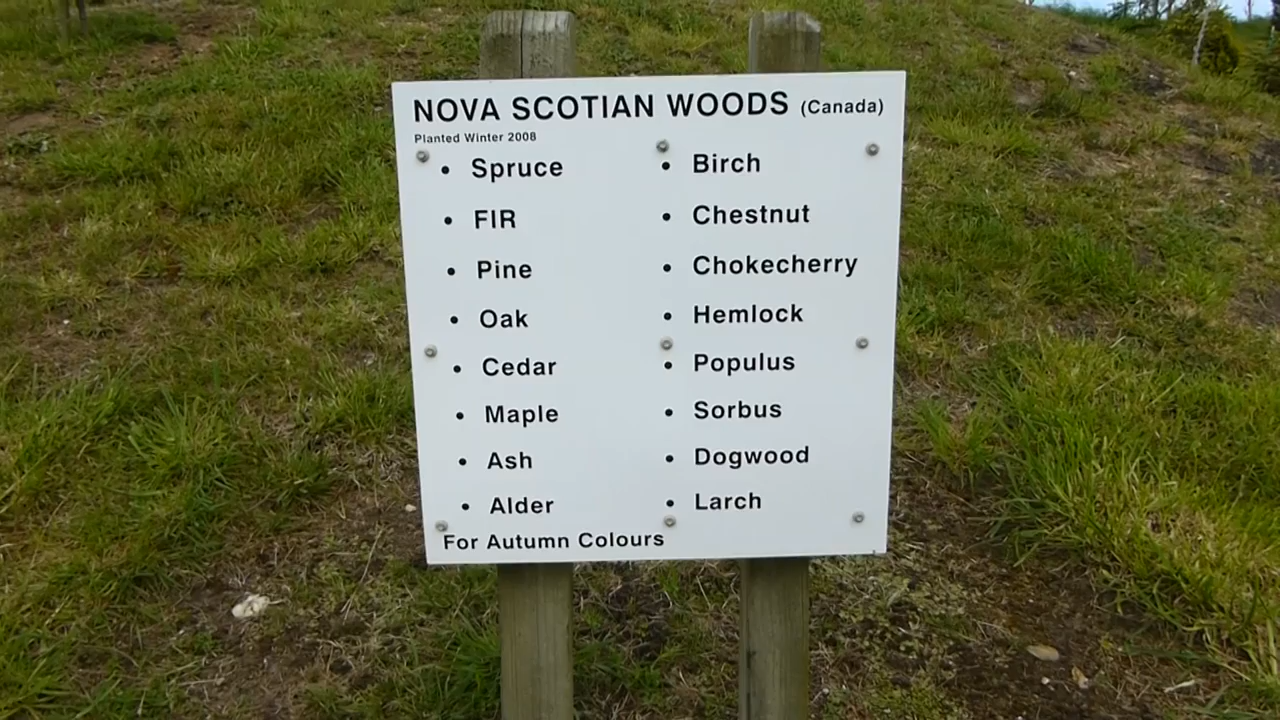 NOVA SCOTIAN WOODS (Canada)
Planted Winter 2008
• Spruce
• FIR
• Pine
• Oak
• Cedar
• Maple
• Ash
• Alder
• Birch
• Chestnut
• Chokecherry
• Hemlock
• Populus
• Sorbus
• Dogwood
• Larch
For Autumn Colours